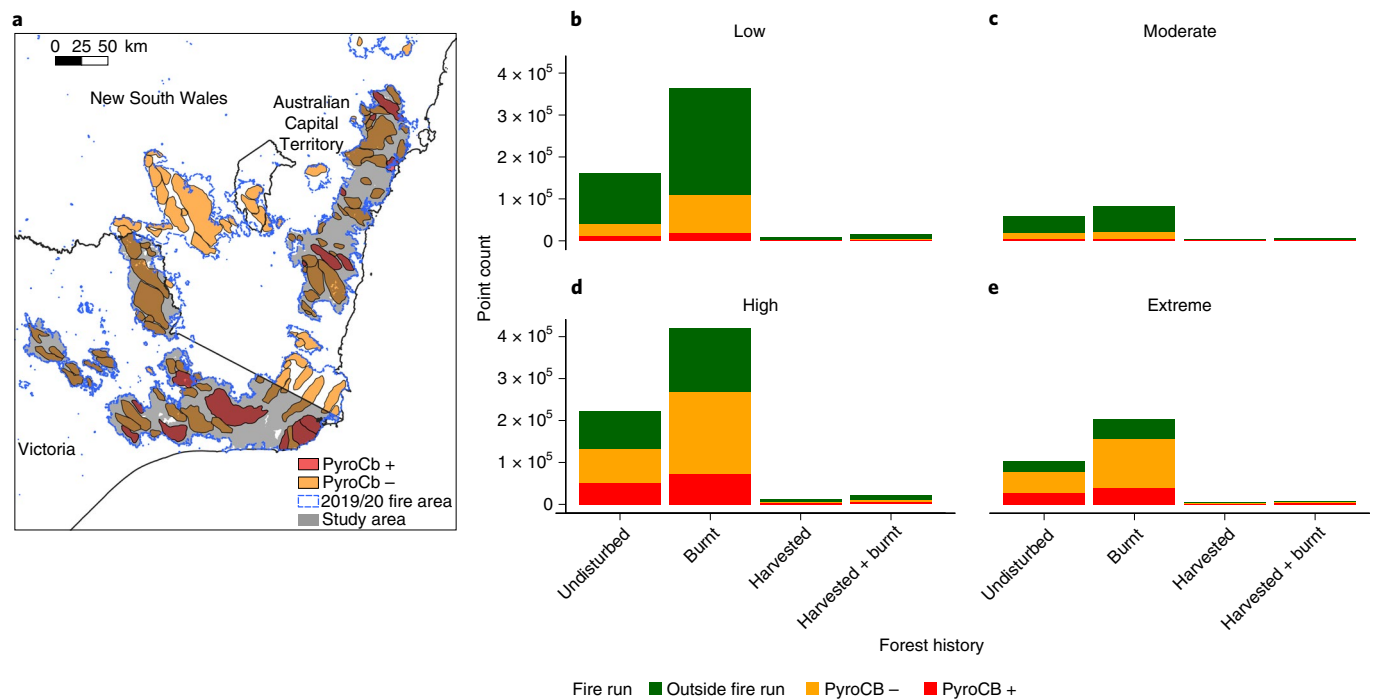 a
0 25 50 km
New South Wales
Australian
Capital
Territory
Victoria
PyroCb +
PyroCb –
2019/20 fire area
Study area
b
Low
c
Moderate
4 × 10⁵
3 × 10⁵
2 × 10⁵
1 × 10⁵
0
Point count
d
High
e
Extreme
4 × 10⁵
3 × 10⁵
2 × 10⁵
1 × 10⁵
0
Undisturbed
Burnt
Harvested
Harvested + burnt
Undisturbed
Burnt
Harvested
Harvested + burnt
Forest history
Fire run Outside fire run PyroCB – PyroCB +